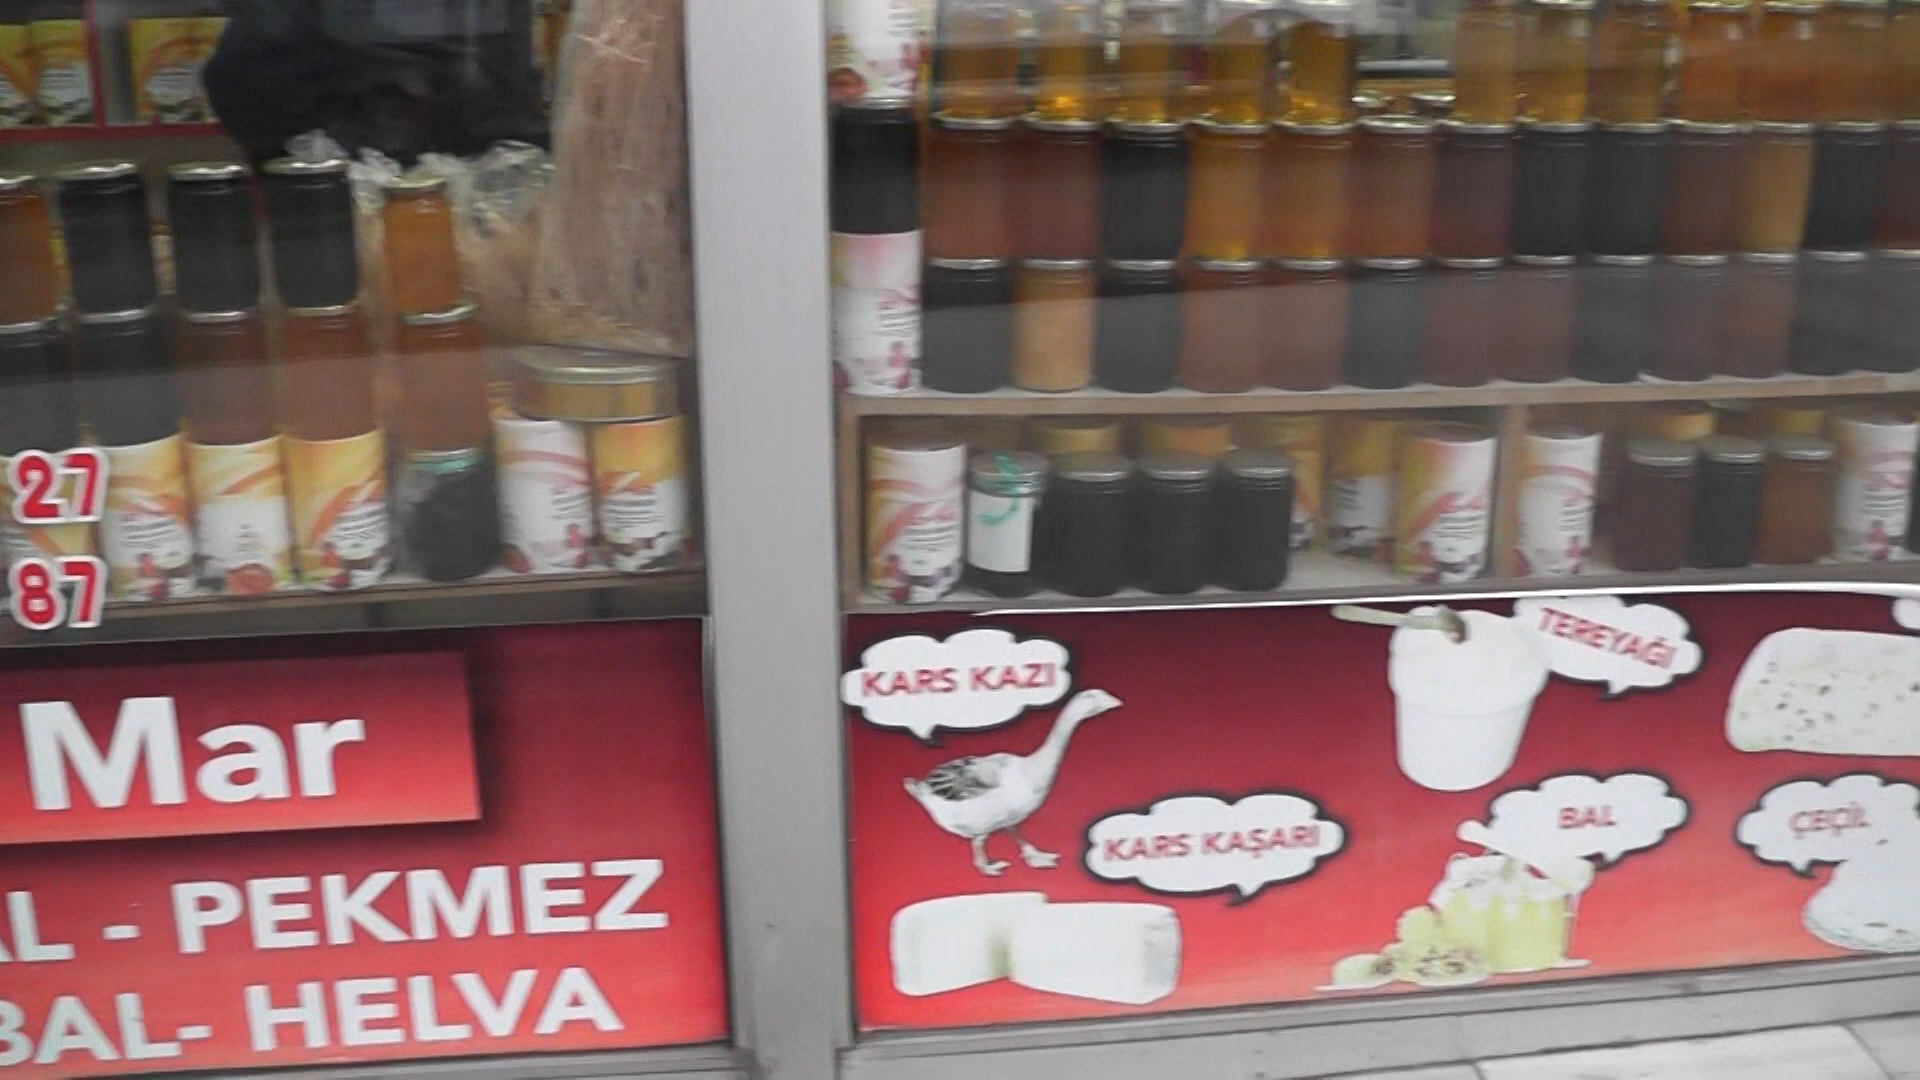 27
87
Mar
AL - PEKMEZ
BAL- HELVA
KARS KAZI
TEREYAĞI
KARS KAŞARI
BAL
ÇEÇİL